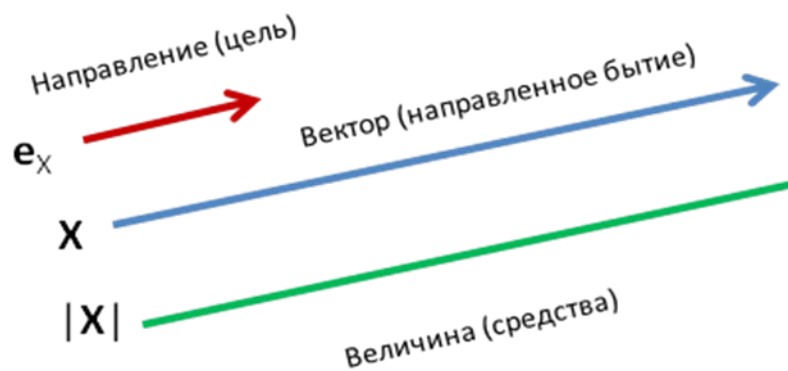 Направление (цель)
e_X
Вектор (направленное бытие)
X
|X|
Величина (средства)